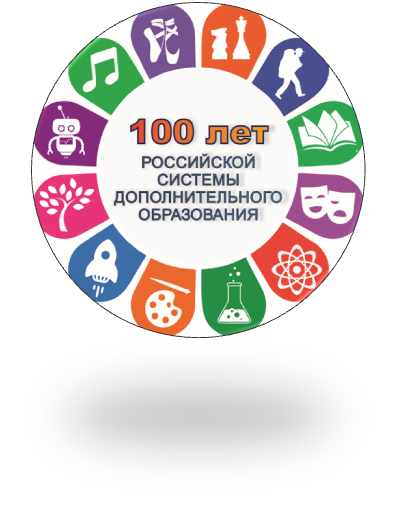 100 лет
РОССИЙСКОЙ
СИСТЕМЫ
ДОПОЛНИТЕЛЬНОГО
ОБРАЗОВАНИЯ